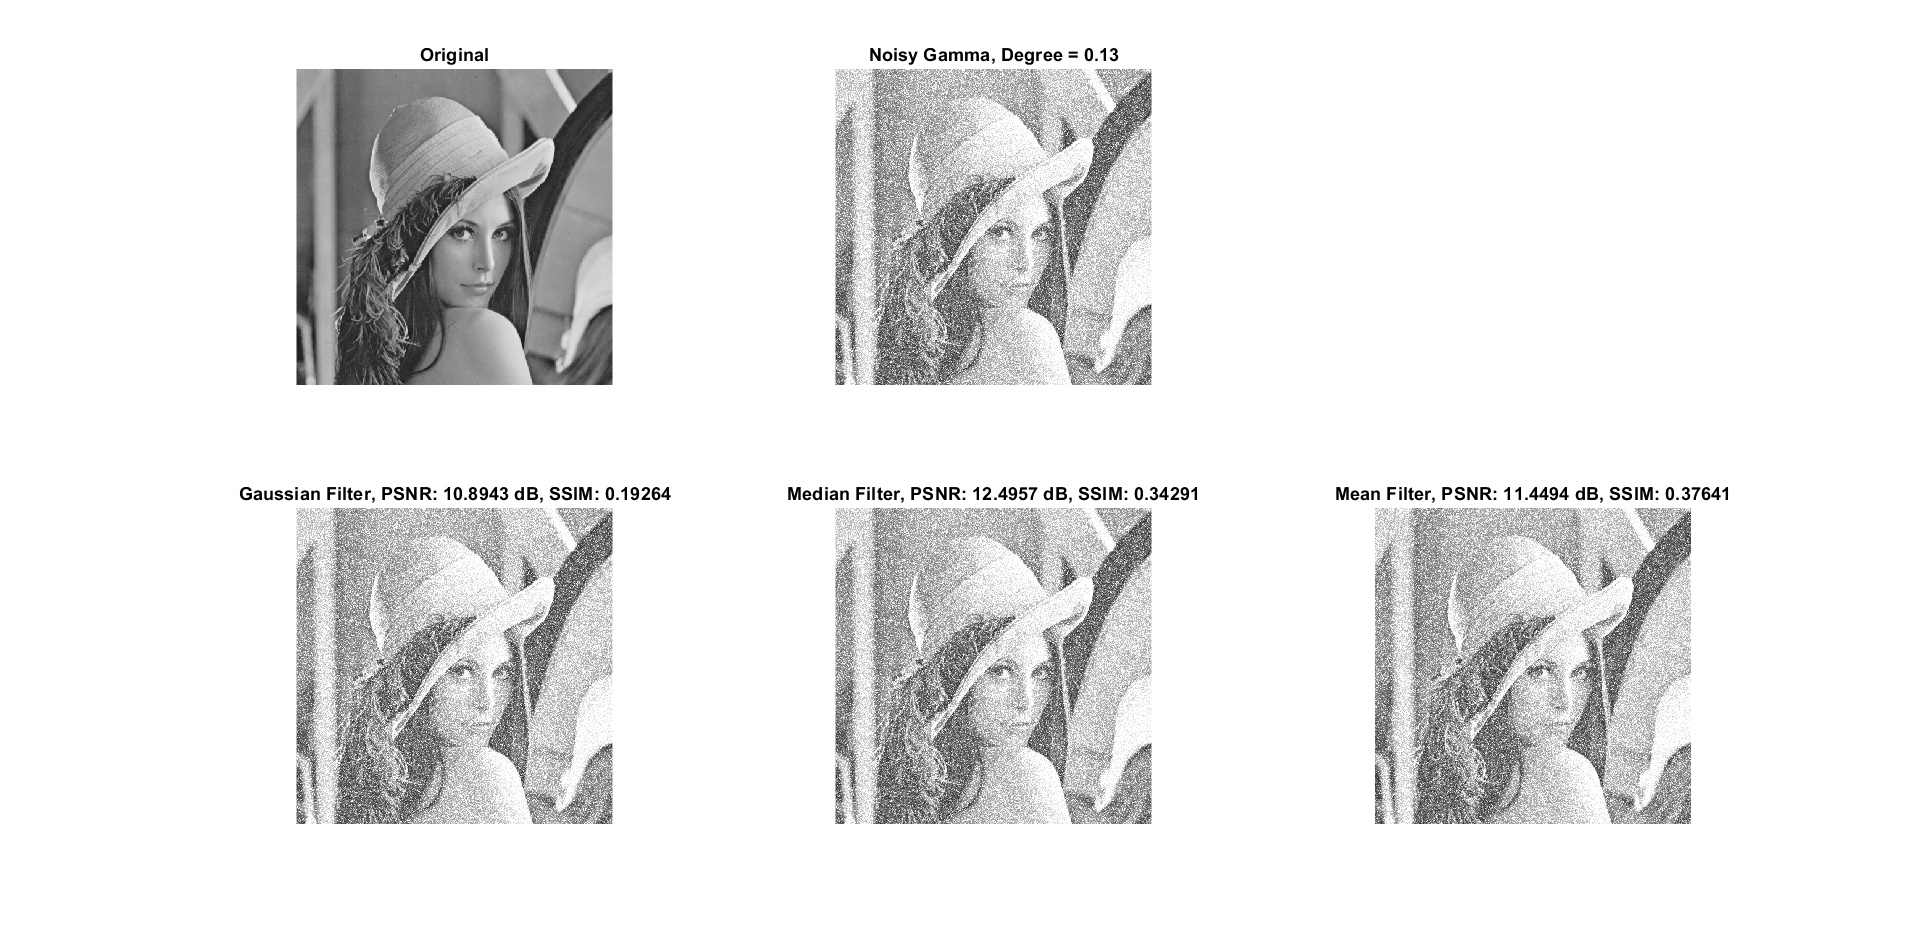 Original
Noisy Gamma, Degree = 0.13
Gaussian Filter, PSNR: 10.8943 dB, SSIM: 0.19264
Median Filter, PSNR: 12.4957 dB, SSIM: 0.34291
Mean Filter, PSNR: 11.4494 dB, SSIM: 0.37641